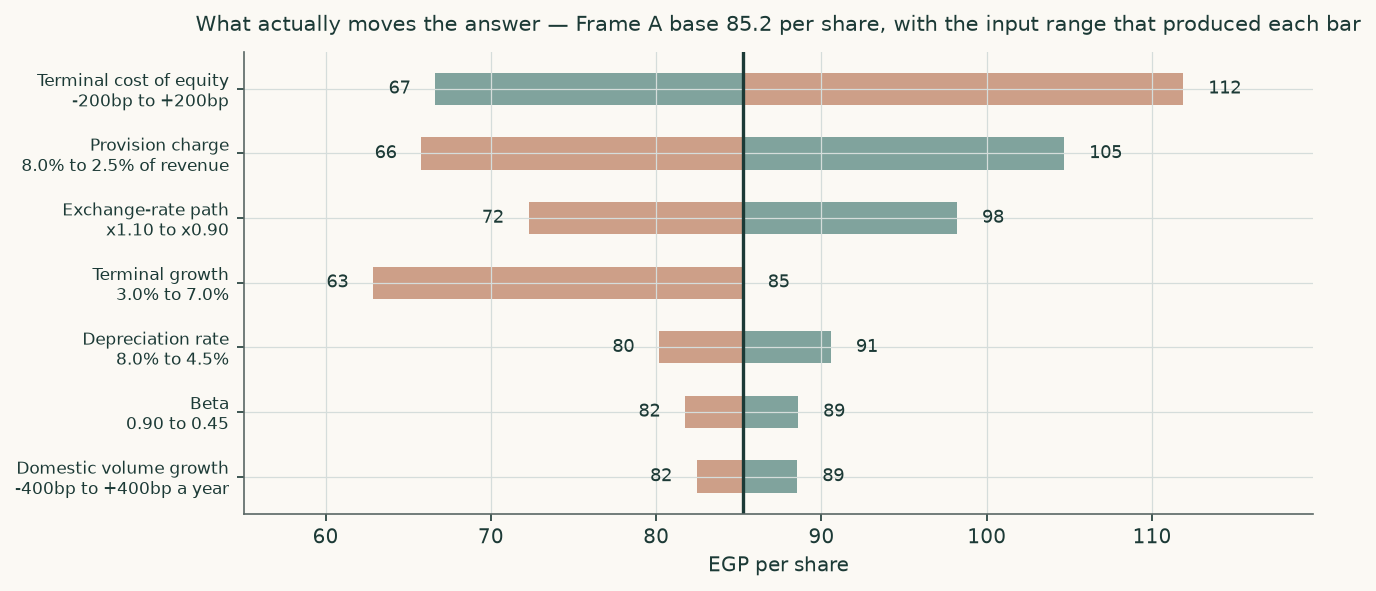 What actually moves the answer — Frame A base 85.2 per share, with the input range that produced each bar
Terminal cost of equity
-200bp to +200bp
67
112
Provision charge
8.0% to 2.5% of revenue
66
105
Exchange-rate path
x1.10 to x0.90
72
98
Terminal growth
3.0% to 7.0%
63
85
Depreciation rate
8.0% to 4.5%
80
91
Beta
0.90 to 0.45
82
89
Domestic volume growth
-400bp to +400bp a year
82
89
60
70
80
90
100
110
EGP per share